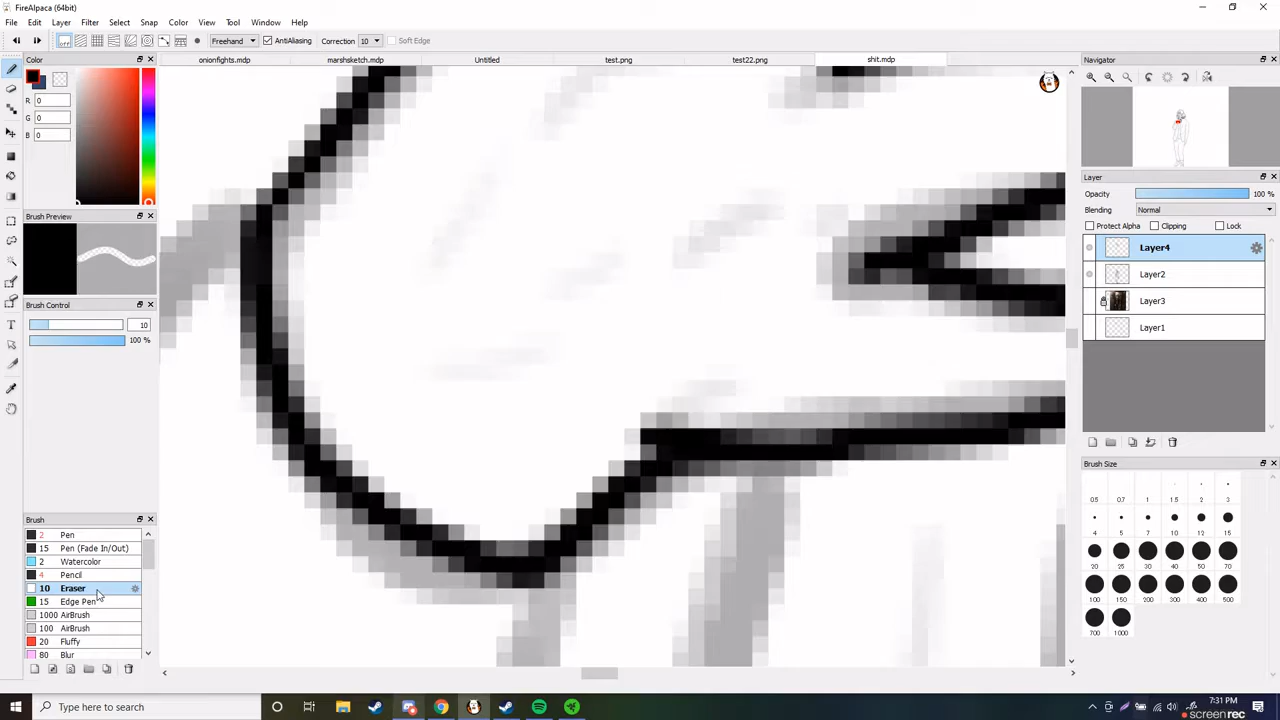 FireAlpaca (64bit)
File Edit Layer Filter Select Snap Color View Tool Window Help
off Freehand AntiAliasing Correction 10 Soft Edge
Color
onionfights.mdp marshsketch.mdp Untitled test.png test22.png shit.mdp
Navigator
R 0
G 0
B 0
Layer
Opacity 100 %
Blending Normal
Protect Alpha Clipping Lock
Layer4
Layer2
Layer3
Layer1
Brush Preview
Brush Control
10
100 %
Brush
2 Pen
15 Pen (Fade In/Out)
2 Watercolor
4 Pencil
10 Eraser
15 Edge Pen
1000 AirBrush
100 AirBrush
20 Fluffy
80 Blur
Brush Size
0.5 0.7 1 1.5 2 3
4 5 7 10 12 15
20 25 30 40 50 70
100 150 200 300 400 500
700 1000
Type here to search
7:31 PM
screenrec